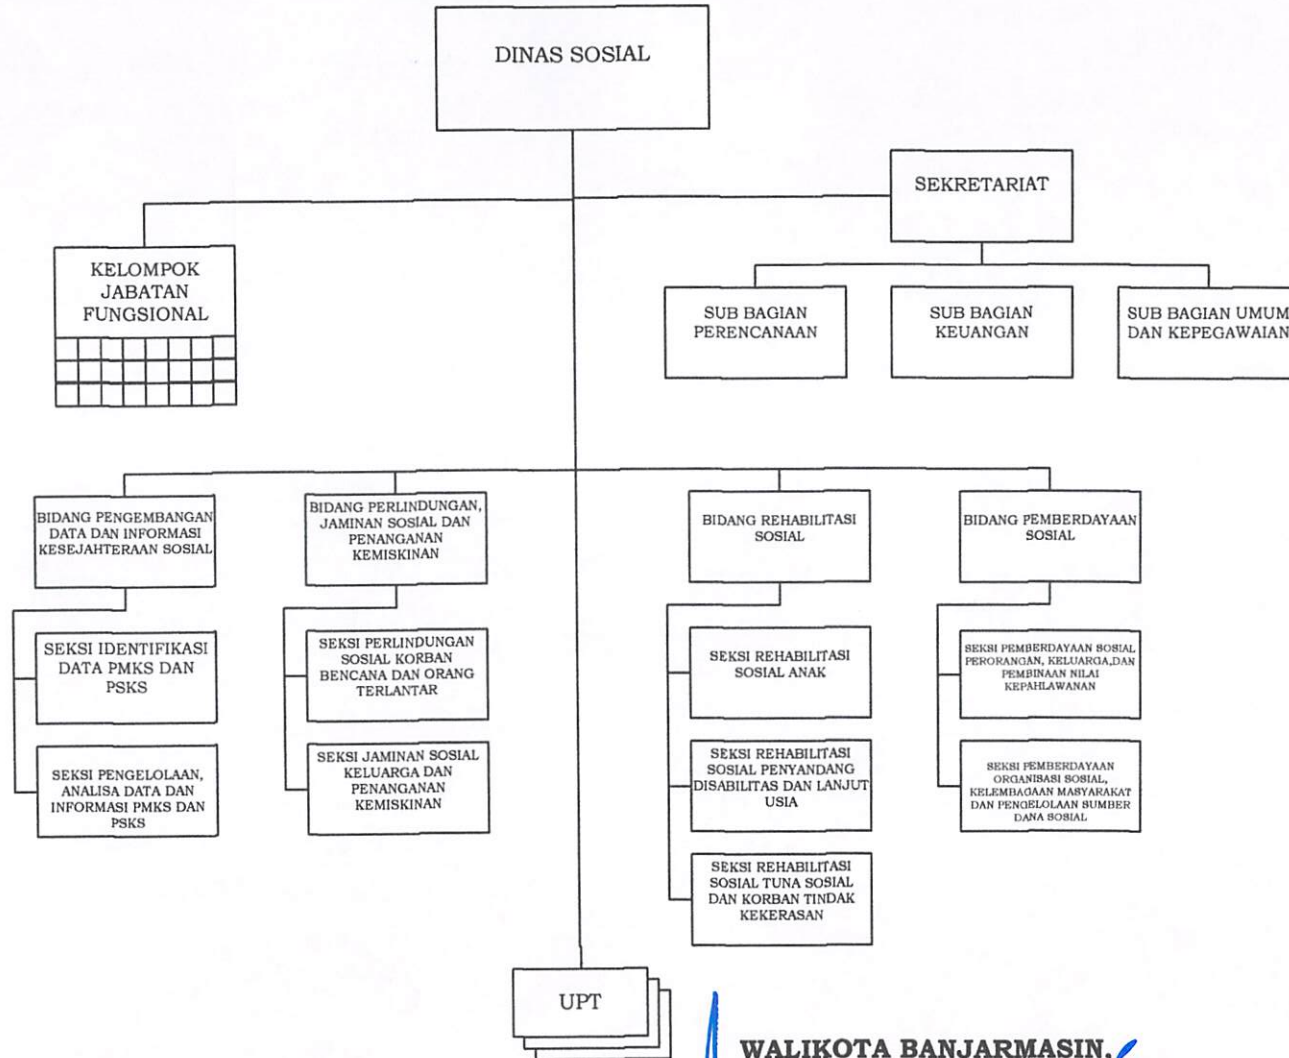 DINAS SOSIAL
SEKRETARIAT
KELOMPOK
JABATAN
FUNGSIONAL
SUB BAGIAN
PERENCANAAN
SUB BAGIAN
KEUANGAN
SUB BAGIAN UMUM
DAN KEPEGAWAIAN
BIDANG PENGEMBANGAN
DATA DAN INFORMASI
KESEJAHTERAAN SOSIAL
SEKSI IDENTIFIKASI
DATA PMKS DAN
PSKS
SEKSI PENGELOLAAN,
ANALISA DATA DAN
INFORMASI PMKS DAN
PSKS
BIDANG PERLINDUNGAN,
JAMINAN SOSIAL DAN
PENANGANAN
KEMISKINAN
SEKSI PERLINDUNGAN
SOSIAL KORBAN
BENCANA DAN ORANG
TERLANTAR
SEKSI JAMINAN SOSIAL
KELUARGA DAN
PENANGANAN
KEMISKINAN
BIDANG REHABILITASI
SOSIAL
SEKSI REHABILITASI
SOSIAL ANAK
SEKSI REHABILITASI
SOSIAL PENYANDANG
DISABILITAS DAN LANJUT
USIA
SEKSI REHABILITASI
SOSIAL TUNA SOSIAL
DAN KORBAN TINDAK
KEKERASAN
BIDANG PEMBERDAYAAN
SOSIAL
SEKSI PEMBERDAYAAN SOSIAL
PERORANGAN, KELUARGA,DAN
PEMBINAAN NILAI
KEPAHLAWANAN
SEKSI PEMBERDAYAAN
ORGANISASI SOSIAL,
KELEMBAGAAN MASYARAKAT
DAN PENGELOLAAN SUMBER
DANA SOSIAL
UPT
WALIKOTA BANJARMASIN,